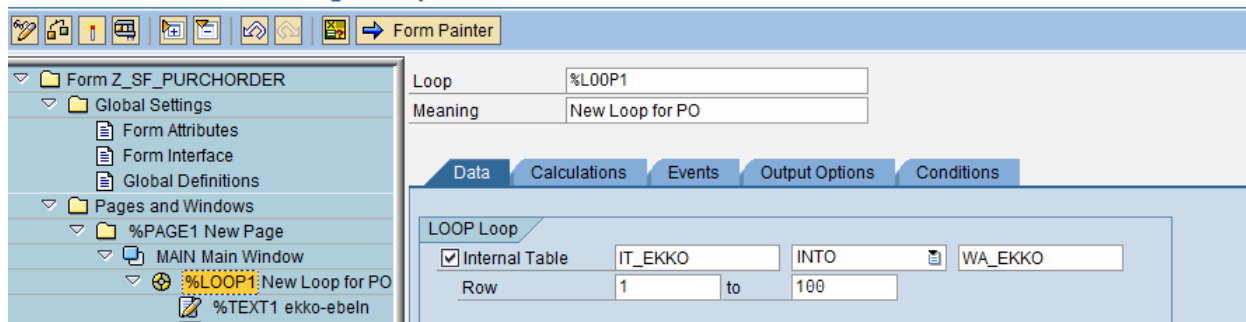 Form Painter
Form Z_SF_PURCHORDER
Global Settings
Form Attributes
Form Interface
Global Definitions
Pages and Windows
%PAGE1 New Page
MAIN Main Window
%LOOP1 New Loop for PO
%TEXT1 ekko-ebeln
Loop %LOOP1
Meaning New Loop for PO
Data Calculations Events Output Options Conditions
LOOP Loop
Internal Table IT_EKKO INTO WA_EKKO
Row 1 to 100